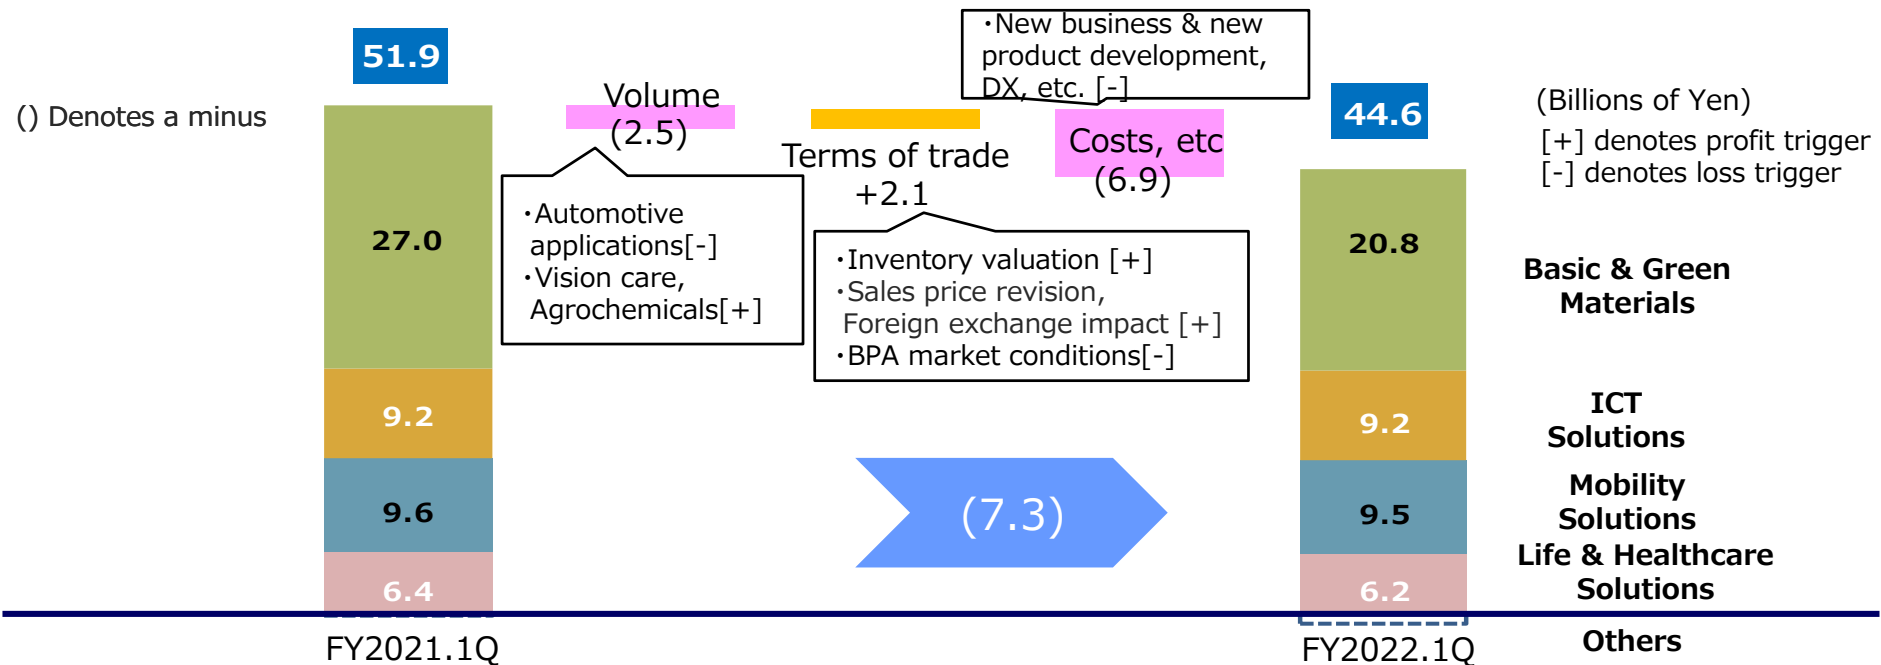 () Denotes a minus
51.9
27.0
9.2
9.6
6.4
FY2021.1Q
Volume
(2.5)
・Automotive
applications[-]
・Vision care,
Agrochemicals[+]
Terms of trade
+2.1
・Inventory valuation [+]
・Sales price revision,
Foreign exchange impact [+]
・BPA market conditions[-]
・New business & new
product development,
DX, etc. [-]
Costs, etc
(6.9)
(7.3)
44.6
20.8
9.2
9.5
6.2
FY2022.1Q
(Billions of Yen)
[+] denotes profit trigger
[-] denotes loss trigger
Basic & Green
Materials
ICT
Solutions
Mobility
Solutions
Life & Healthcare
Solutions
Others